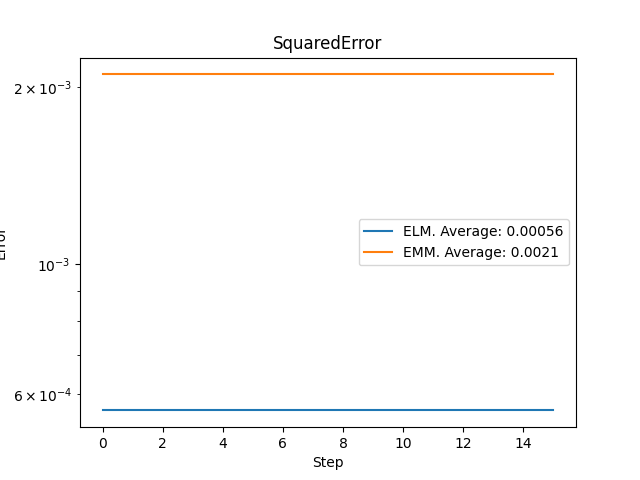 SquaredError
2 × 10⁻³
10⁻³
6 × 10⁻⁴
Error
ELM. Average: 0.00056
EMM. Average: 0.0021
0 2 4 6 8 10 12 14
Step